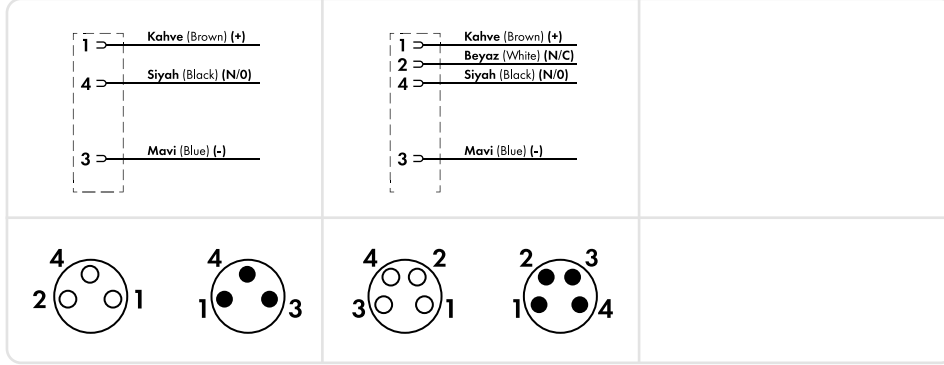 1 Kahve (Brown) (+)
4 Siyah (Black) (N/0)
3 Mavi (Blue) (-)
1 Kahve (Brown) (+)
2 Beyaz (White) (N/C)
4 Siyah (Black) (N/0)
3 Mavi (Blue) (-)
4
2 1
4
1 3
4 2
3 1
2 3
1 4